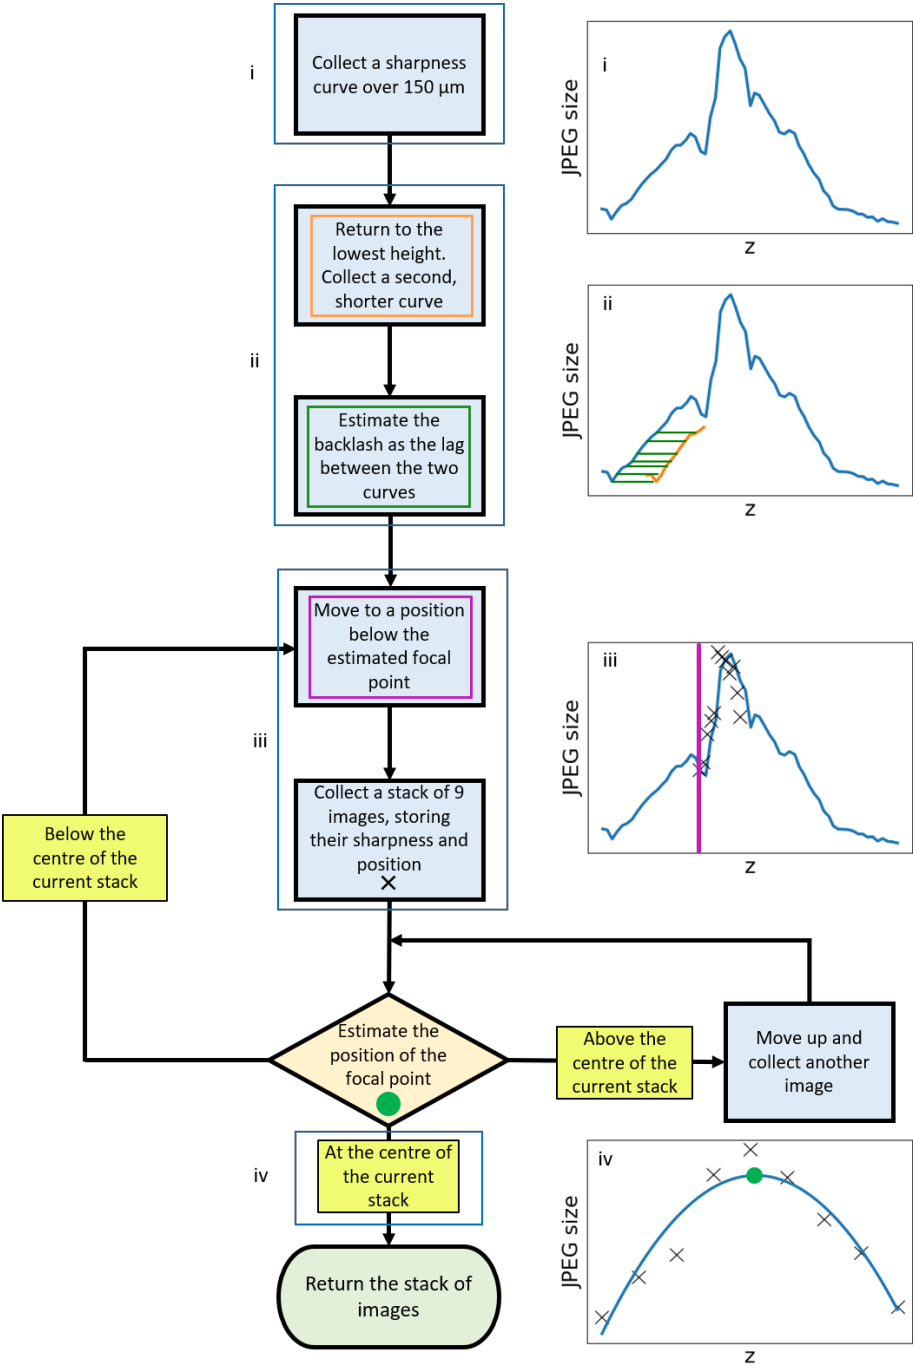 i
Collect a sharpness
curve over 150 µm
i
JPEG size
z
ii
Return to the
lowest height.
Collect a second,
shorter curve
Estimate the
backlash as the lag
between the two
curves
ii
JPEG size
z
iii
Move to a position
below the
estimated focal
point
Collect a stack of 9
images, storing
their sharpness and
position
iii
JPEG size
z
Below the
centre of the
current stack
Estimate the
position of the
focal point
Above the
centre of the
current stack
Move up and
collect another
image
iv
At the centre of
the current
stack
Return the stack of
images
iv
JPEG size
z